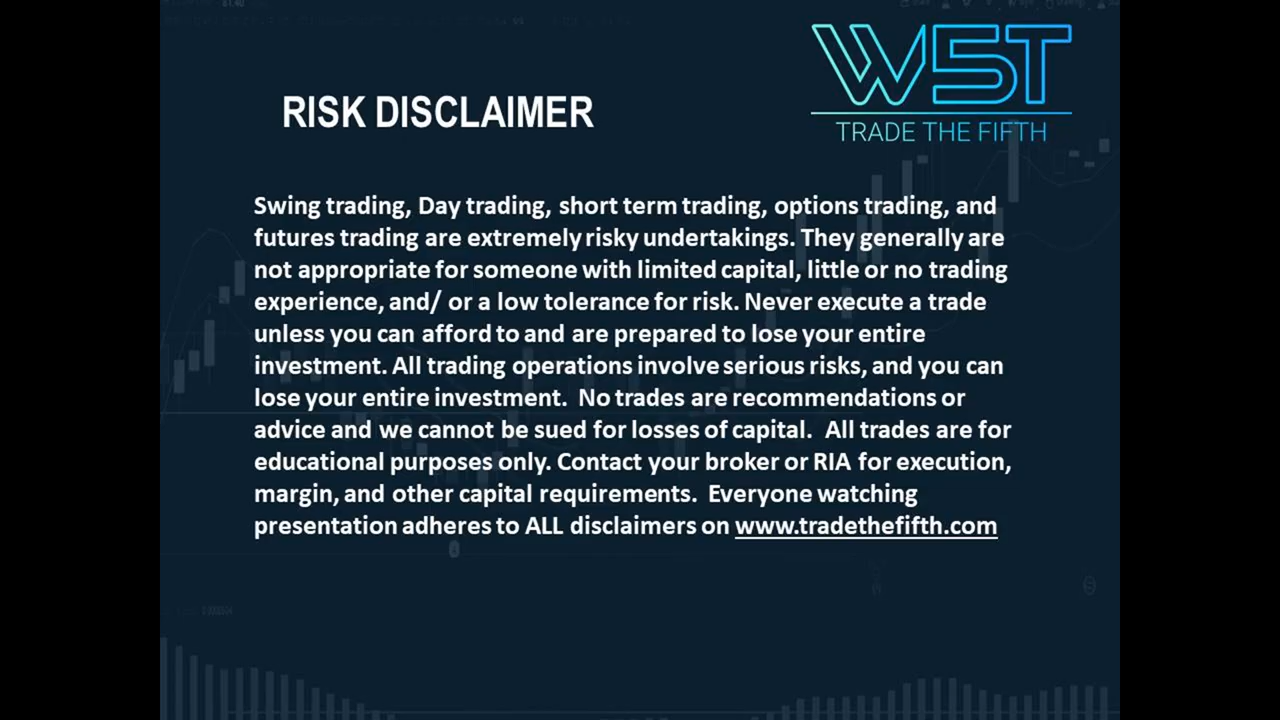 W5T
TRADE THE FIFTH
RISK DISCLAIMER
Swing trading, Day trading, short term trading, options trading, and
futures trading are extremely risky undertakings. They generally are
not appropriate for someone with limited capital, little or no trading
experience, and/ or a low tolerance for risk. Never execute a trade
unless you can afford to and are prepared to lose your entire
investment. All trading operations involve serious risks, and you can
lose your entire investment.  No trades are recommendations or
advice and we cannot be sued for losses of capital.  All trades are for
educational purposes only. Contact your broker or RIA for execution,
margin, and other capital requirements.  Everyone watching
presentation adheres to ALL disclaimers on www.tradethefifth.com